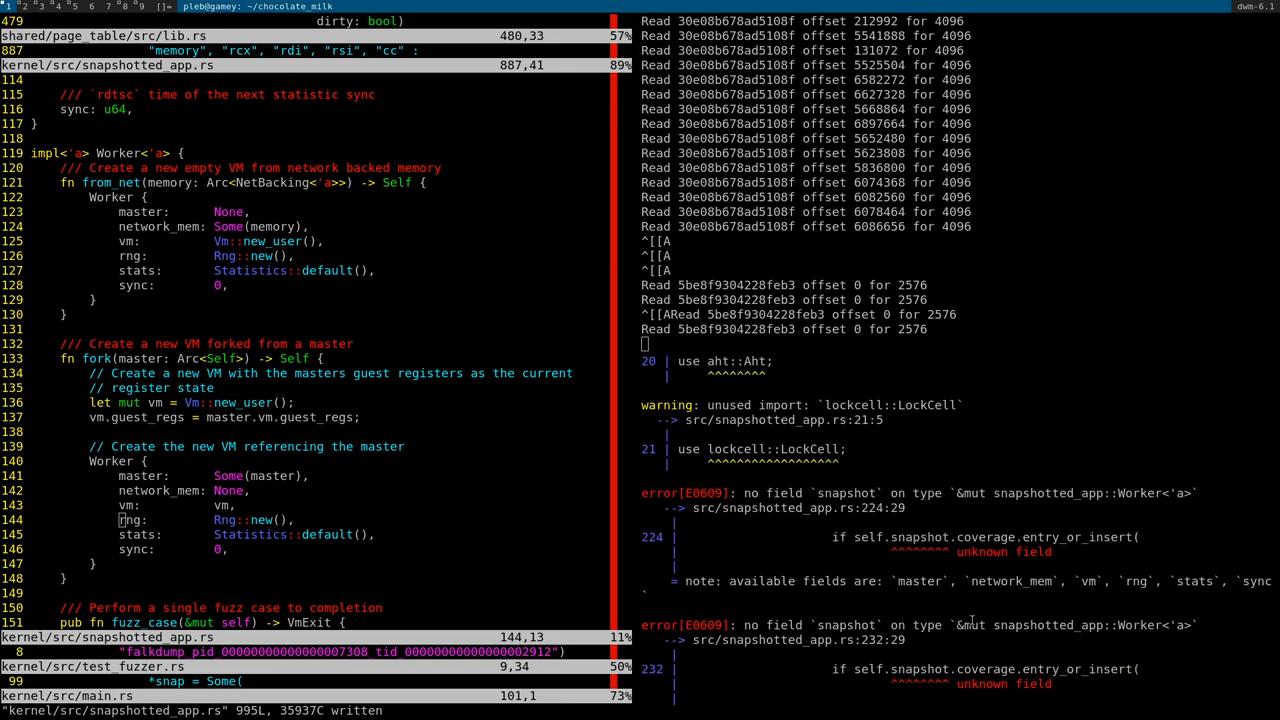 1 2 3 4 5 6 7 8 9 []= pleb@gamey: ~/chocolate_milk dwm-6.1
479 dirty: bool)
shared/page_table/src/lib.rs 480,33 57%
887 "memory", "rcx", "rdi", "rsi", "cc" :
kernel/src/snapshotted_app.rs 887,41 89%
114
115 /// `rdtsc` time of the next statistic sync
116 sync: u64,
117 }
118
119 impl<'a> Worker<'a> {
120 /// Create a new empty VM from network backed memory
121 fn from_net(memory: Arc<NetBacking<'a>>) -> Self {
122 Worker {
123 master: None,
124 network_mem: Some(memory),
125 vm: Vm::new_user(),
126 rng: Rng::new(),
127 stats: Statistics::default(),
128 sync: 0,
129 }
130 }
131
132 /// Create a new VM forked from a master
133 fn fork(master: Arc<Self>) -> Self {
134 // Create a new VM with the masters guest registers as the current
135 // register state
136 let mut vm = Vm::new_user();
137 vm.guest_regs = master.vm.guest_regs;
138
139 // Create the new VM referencing the master
140 Worker {
141 master: Some(master),
142 network_mem: None,
143 vm: vm,
144 rng: Rng::new(),
145 stats: Statistics::default(),
146 sync: 0,
147 }
148 }
149
150 /// Perform a single fuzz case to completion
151 pub fn fuzz_case(&mut self) -> VmExit {
kernel/src/snapshotted_app.rs 144,13 11%
8 "falkdump_pid_00000000000000007308_tid_00000000000000002912")
kernel/src/test_fuzzer.rs 9,34 50%
99 *snap = Some(
kernel/src/main.rs 101,1 73%
"kernel/src/snapshotted_app.rs" 995L, 35937C written
Read 30e08b678ad5108f offset 212992 for 4096
Read 30e08b678ad5108f offset 5541888 for 4096
Read 30e08b678ad5108f offset 131072 for 4096
Read 30e08b678ad5108f offset 5525504 for 4096
Read 30e08b678ad5108f offset 6582272 for 4096
Read 30e08b678ad5108f offset 6627328 for 4096
Read 30e08b678ad5108f offset 5668864 for 4096
Read 30e08b678ad5108f offset 6897664 for 4096
Read 30e08b678ad5108f offset 5652480 for 4096
Read 30e08b678ad5108f offset 5623808 for 4096
Read 30e08b678ad5108f offset 5836800 for 4096
Read 30e08b678ad5108f offset 6074368 for 4096
Read 30e08b678ad5108f offset 6082560 for 4096
Read 30e08b678ad5108f offset 6078464 for 4096
Read 30e08b678ad5108f offset 6086656 for 4096
^[[A
^[[A
^[[A
Read 5be8f9304228feb3 offset 0 for 2576
Read 5be8f9304228feb3 offset 0 for 2576
^[[ARead 5be8f9304228feb3 offset 0 for 2576
Read 5be8f9304228feb3 offset 0 for 2576
20 | use aht::Aht;
| ^^^^^^^^
warning: unused import: `lockcell::LockCell`
--> src/snapshotted_app.rs:21:5
|
21 | use lockcell::LockCell;
| ^^^^^^^^^^^^^^^^^^
error[E0609]: no field `snapshot` on type `&mut snapshotted_app::Worker<'a>`
--> src/snapshotted_app.rs:224:29
|
224 | if self.snapshot.coverage.entry_or_insert(
| ^^^^^^^^ unknown field
|
= note: available fields are: `master`, `network_mem`, `vm`, `rng`, `stats`, `sync
`
error[E0609]: no field `snapshot` on type `&mut snapshotted_app::Worker<'a>`
--> src/snapshotted_app.rs:232:29
|
232 | if self.snapshot.coverage.entry_or_insert(
| ^^^^^^^^ unknown field
|